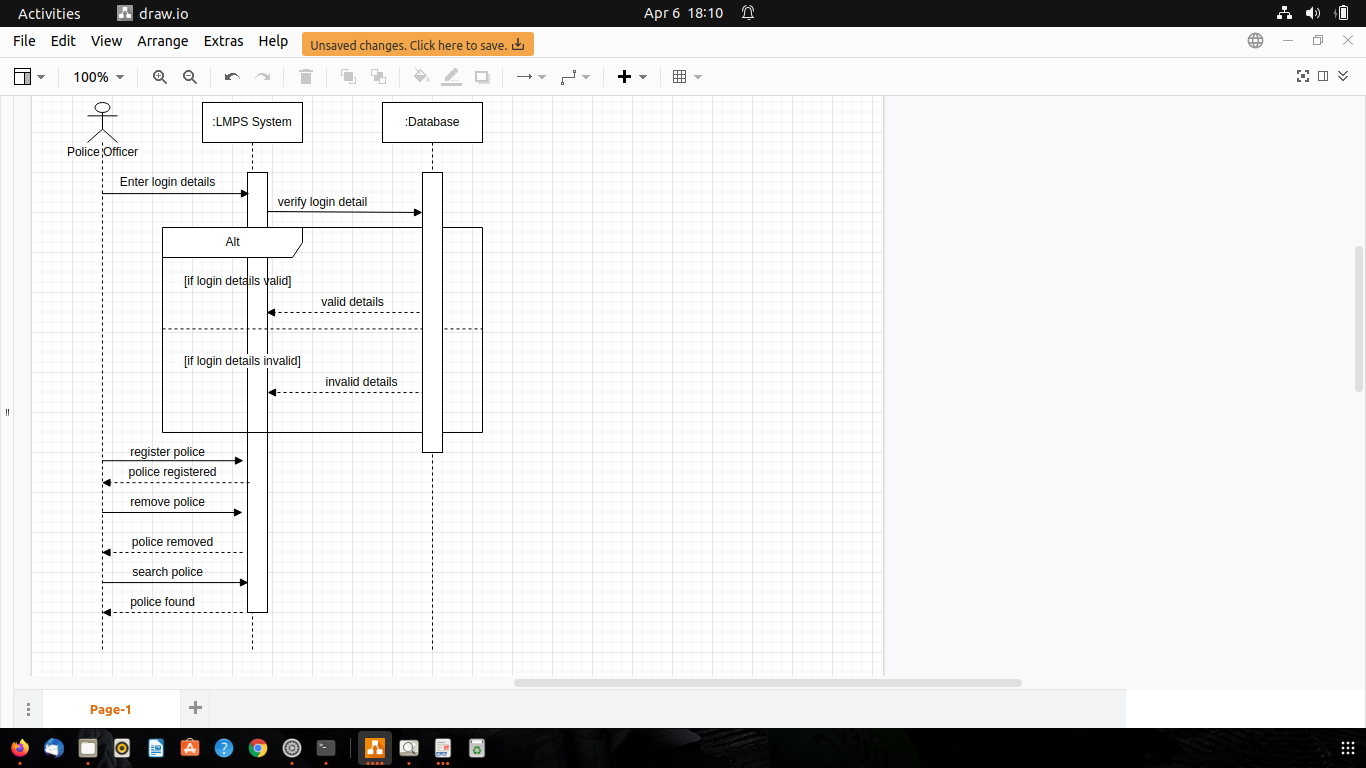 Activities
draw.io
Apr 6 18:10
File Edit View Arrange Extras Help
Unsaved changes. Click here to save.
100%
:LMPS System
:Database
Police Officer
Enter login details
verify login detail
Alt
[if login details valid]
valid details
[if login details invalid]
invalid details
register police
police registered
remove police
police removed
search police
police found
Page-1